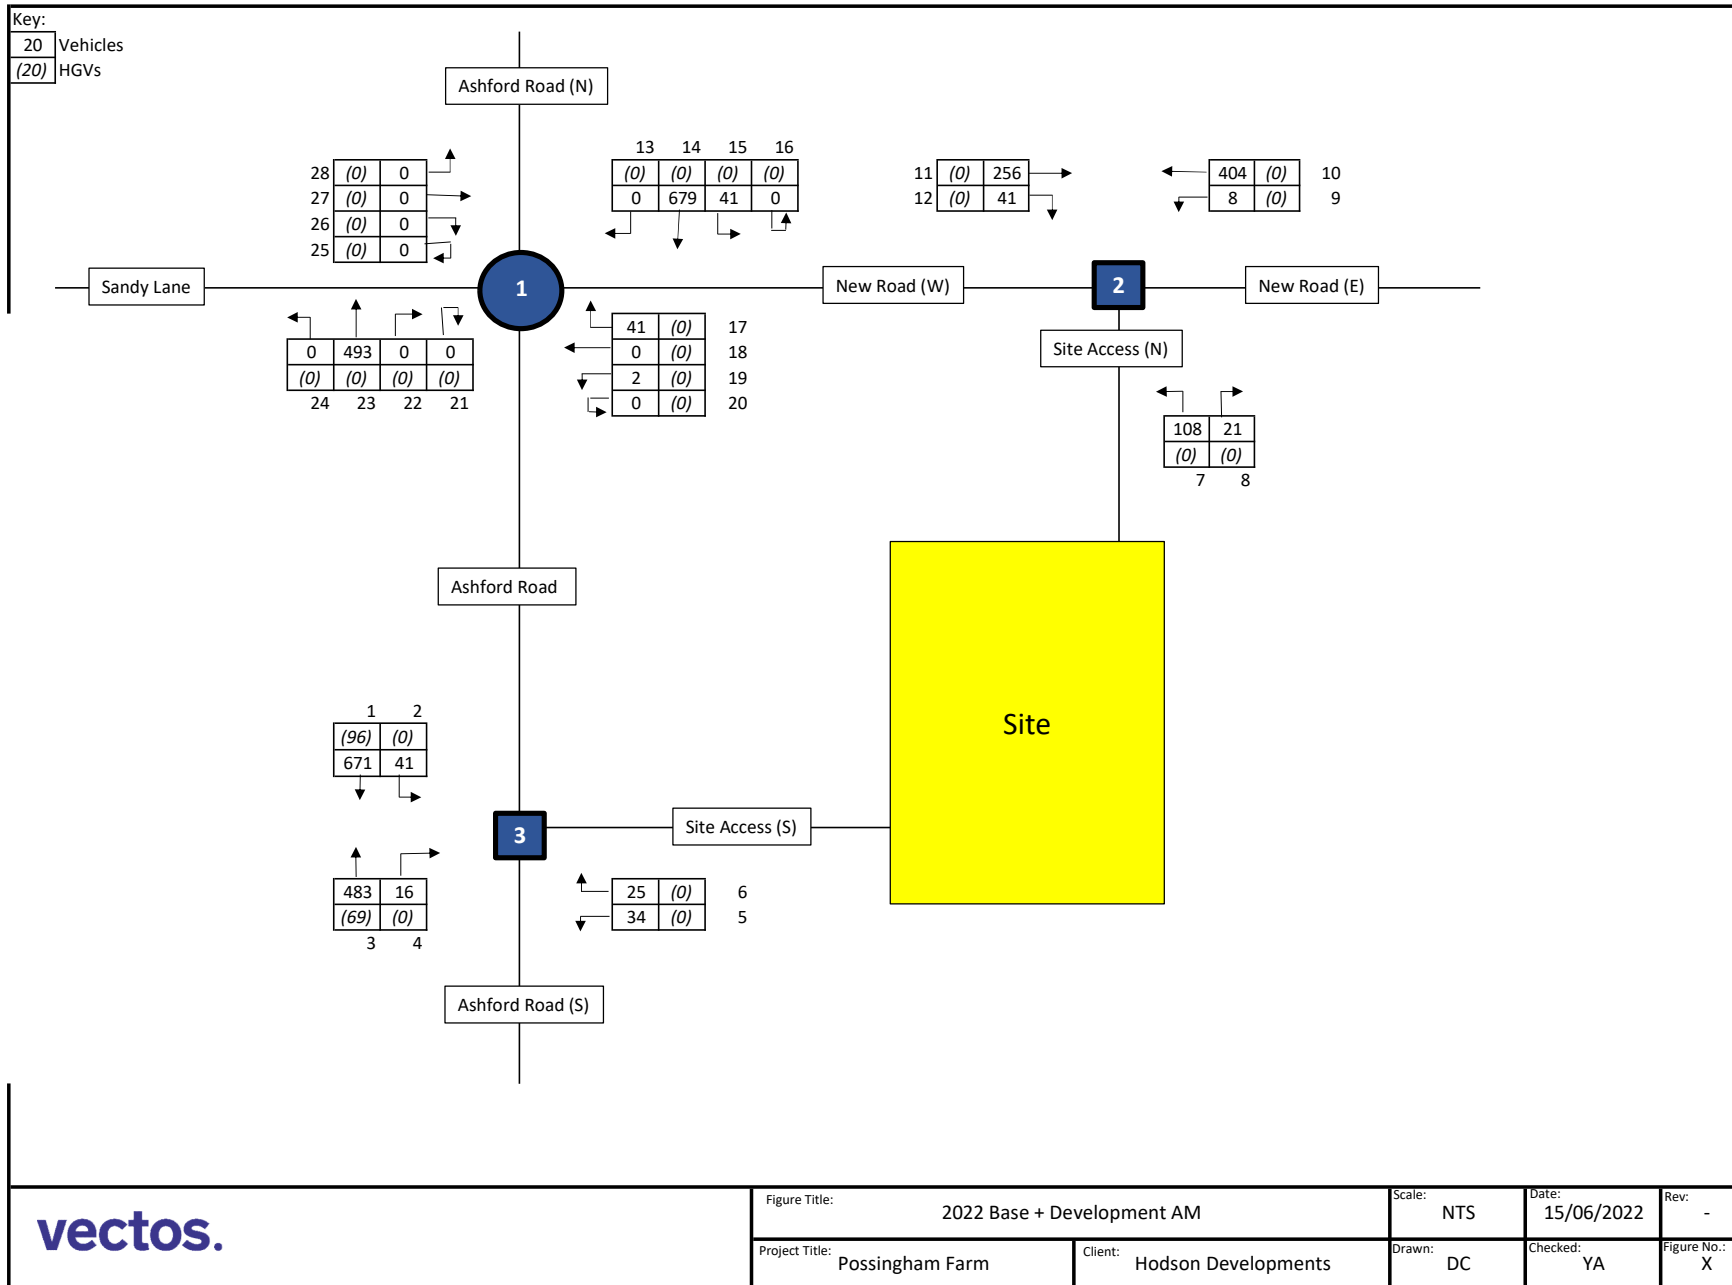 Key:
20 Vehicles
(20) HGVs
Ashford Road (N)
13 14 15 16
(0) (0) (0) (0)
0 679 41 0
28 (0) 0
27 (0) 0
26 (0) 0
25 (0) 0
11 (0) 256
12 (0) 41
404 (0) 10
8 (0) 9
Sandy Lane
1
New Road (W)
2
New Road (E)
0 493 0 0
(0) (0) (0) (0)
24 23 22 21
41 (0) 17
0 (0) 18
2 (0) 19
0 (0) 20
Site Access (N)
108 21
(0) (0)
7 8
Ashford Road
Site
1 2
(96) (0)
671 41
3
Site Access (S)
483 16
(69) (0)
3 4
25 (0) 6
34 (0) 5
Ashford Road (S)
vectos.
Figure Title: 2022 Base + Development AM
Scale: NTS
Date: 15/06/2022
Rev: -
Project Title: Possingham Farm
Client: Hodson Developments
Drawn: DC
Checked: YA
Figure No.: X